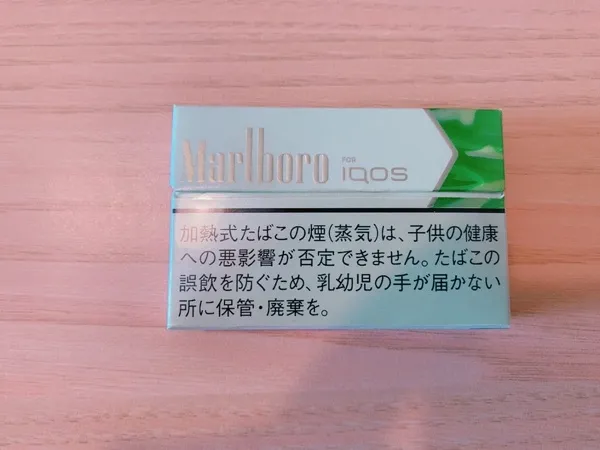 Marlboro FOR IQOS
加熱式たばこの煙(蒸気)は、子供の健康
への悪影響が否定できません。たばこの
誤飲を防ぐため、乳幼児の手が届かない
所に保管・廃棄を。